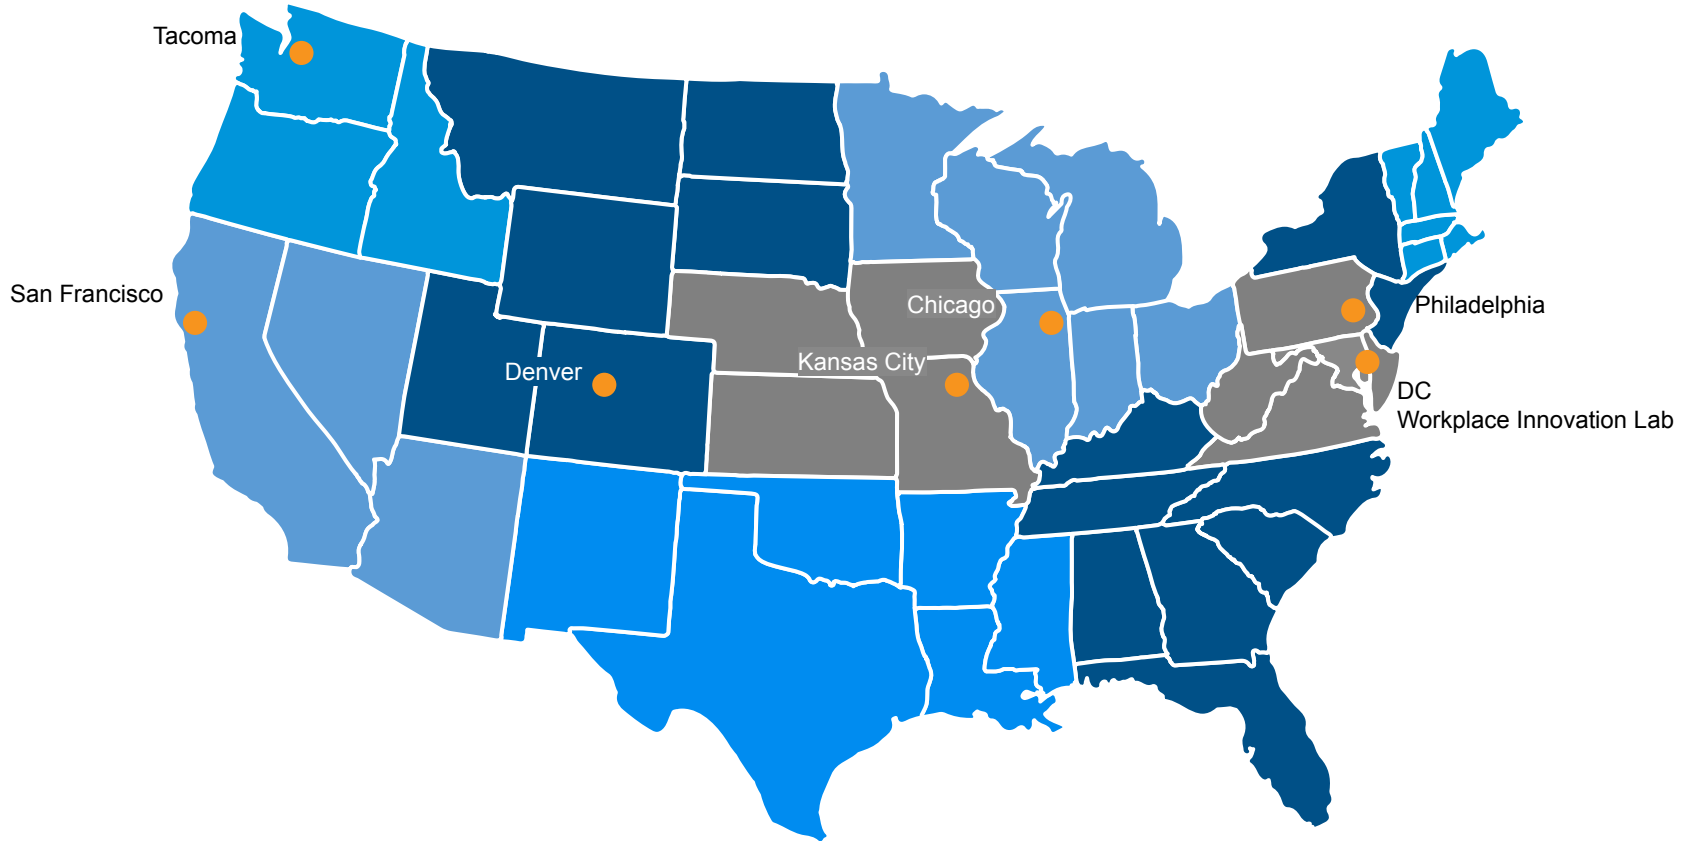 Tacoma
San Francisco
Chicago
Philadelphia
Kansas City
Denver
DC
Workplace Innovation Lab